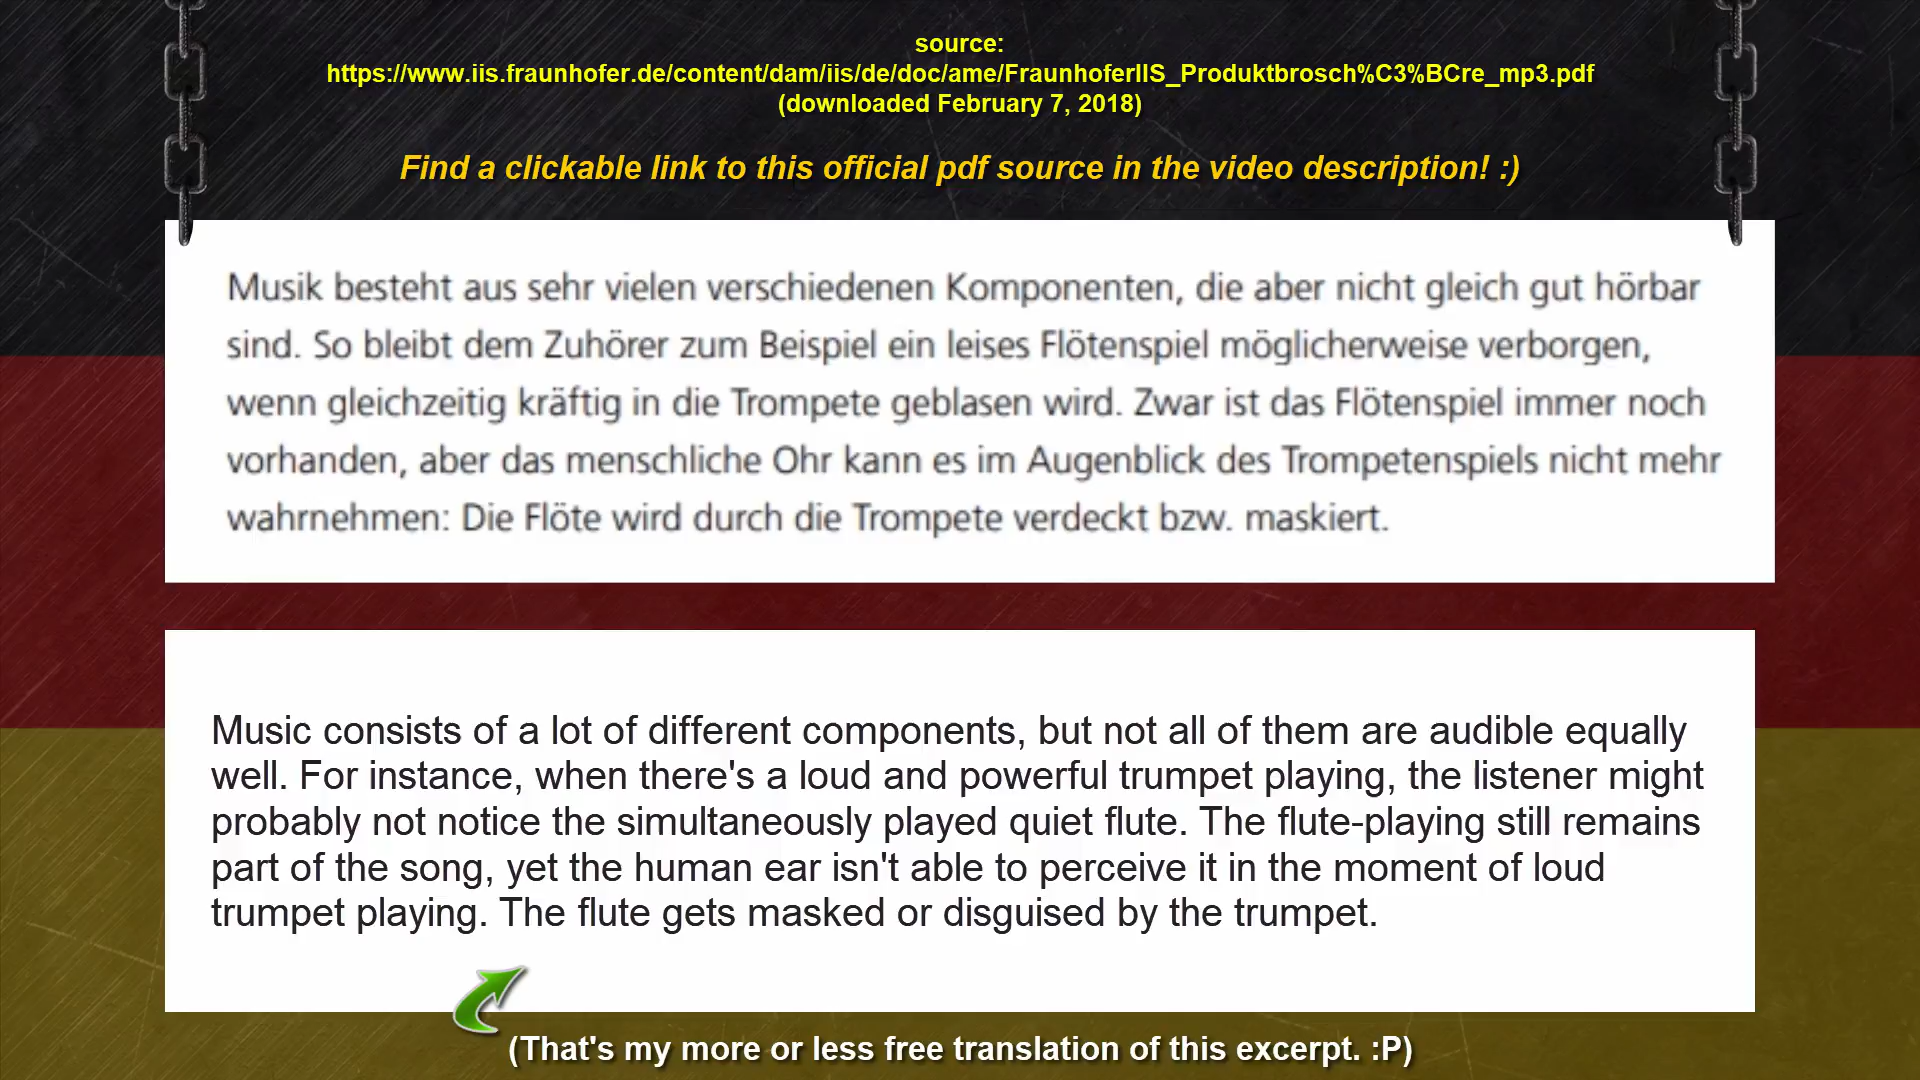 source:
https://www.iis.fraunhofer.de/content/dam/iis/de/doc/ame/FraunhoferIIS_Produktbrosch%C3%BCre_mp3.pdf
(downloaded February 7, 2018)
Find a clickable link to this official pdf source in the video description! :)
Musik besteht aus sehr vielen verschiedenen Komponenten, die aber nicht gleich gut hörbar
sind. So bleibt dem Zuhörer zum Beispiel ein leises Flötenspiel möglicherweise verborgen,
wenn gleichzeitig kräftig in die Trompete geblasen wird. Zwar ist das Flötenspiel immer noch
vorhanden, aber das menschliche Ohr kann es im Augenblick des Trompetenspiels nicht mehr
wahrnehmen: Die Flöte wird durch die Trompete verdeckt bzw. maskiert.
Music consists of a lot of different components, but not all of them are audible equally
well. For instance, when there's a loud and powerful trumpet playing, the listener might
probably not notice the simultaneously played quiet flute. The flute-playing still remains
part of the song, yet the human ear isn't able to perceive it in the moment of loud
trumpet playing. The flute gets masked or disguised by the trumpet.
(That's my more or less free translation of this excerpt. :P)